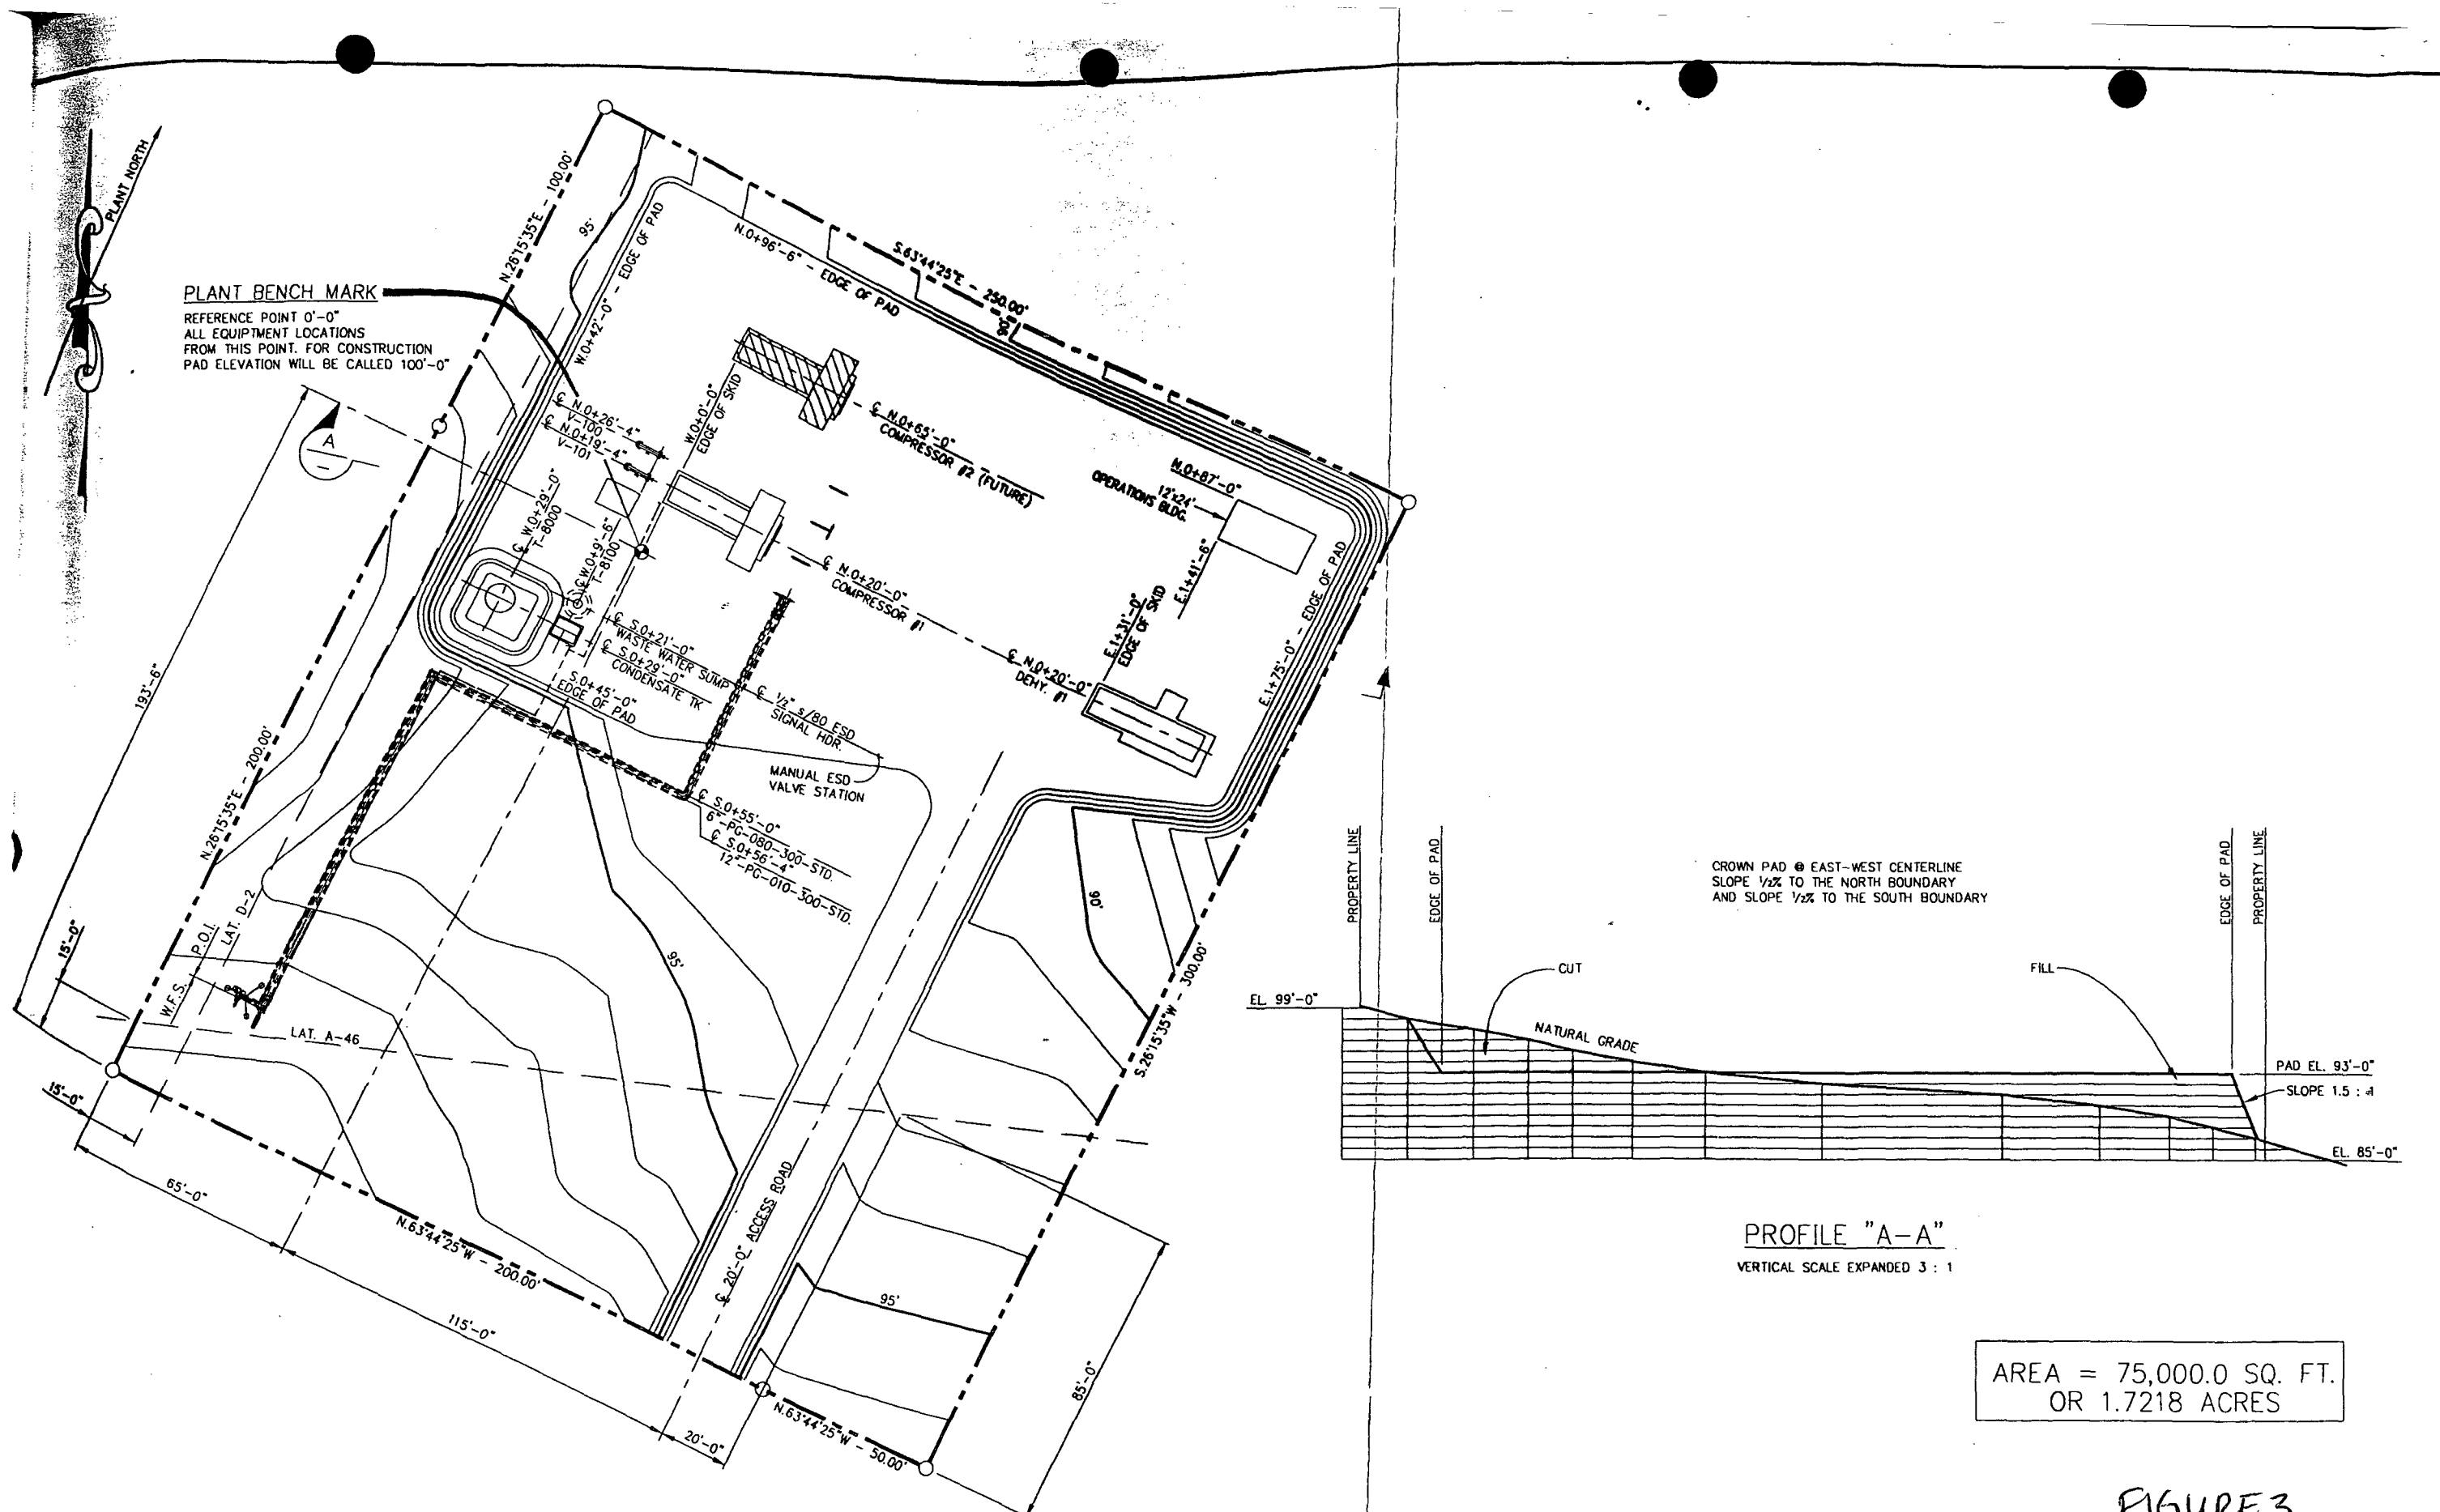 PLANT NORTH
PLANT BENCH MARK
REFERENCE POINT 0'-0"
ALL EQUIPTMENT LOCATIONS
FROM THIS POINT. FOR CONSTRUCTION
PAD ELEVATION WILL BE CALLED 100'-0"
N.26°15'35"E - 100.00'
95'
W.0+42'-0" - EDGE OF PAD
N.0+96'-6" - EDGE OF PAD
S.63°44'25"E - 250.00'
90'
A
℄ N.0+26'-4"
V-100
℄ N.0+19'-4"
V-101
W.0+0'-0"
EDGE OF SKID
℄ N.0+65'-0"
COMPRESSOR #2 (FUTURE)
N.0+87'-0"
12'x24'
OPERATIONS BLDG.
E.1+41'-6"
℄ W.0+29'-0"
T-8000
℄ W.0+9'-6"
T-8100
℄ N.0+20'-0"
COMPRESSOR #1
E.1+31'-0"
EDGE OF SKID
E.1+75'-0" - EDGE OF PAD
℄ N.0+20'-0"
DEHY. #1
℄ S.0+21'-0"
WASTE WATER SUMP
℄ S.0+29'-0"
CONDENSATE TK
S.0+45'-0"
EDGE OF PAD
℄ 1/2" s/80 ESD
SIGNAL HDR.
MANUAL ESD
VALVE STATION
℄ S.0+55'-0"
6"-PG-080-300-STD.
℄ S.0+56'-4"
12"-PG-010-300-STD.
193'-6"
N.26°15'35"E - 200.00'
15'-0"
W.F.S.
P.O.I.
LAT. D-2
LAT. A-46
95'
90'
S.26°15'35"W - 300.00'
15'-0"
65'-0"
N.63°44'25"W - 200.00'
115'-0"
℄ 20'-0" ACCESS ROAD
95'
20'-0"
N.63°44'25"W - 50.00'
85'-0"
PROPERTY LINE
EDGE OF PAD
CROWN PAD @ EAST-WEST CENTERLINE
SLOPE 1/2% TO THE NORTH BOUNDARY
AND SLOPE 1/2% TO THE SOUTH BOUNDARY
EDGE OF PAD
PROPERTY LINE
CUT
FILL
EL. 99'-0"
NATURAL GRADE
PAD EL. 93'-0"
SLOPE 1.5 : 1
EL. 85'-0"
PROFILE "A-A"
VERTICAL SCALE EXPANDED 3 : 1
AREA = 75,000.0 SQ. FT.
OR 1.7218 ACRES
FIGURE 3